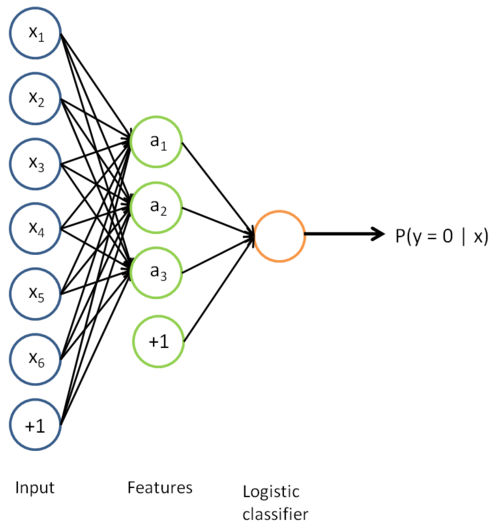 x₁
x₂
x₃
x₄
x₅
x₆
+1
a₁
a₂
a₃
+1
P(y = 0 | x)
Input
Features
Logistic
classifier